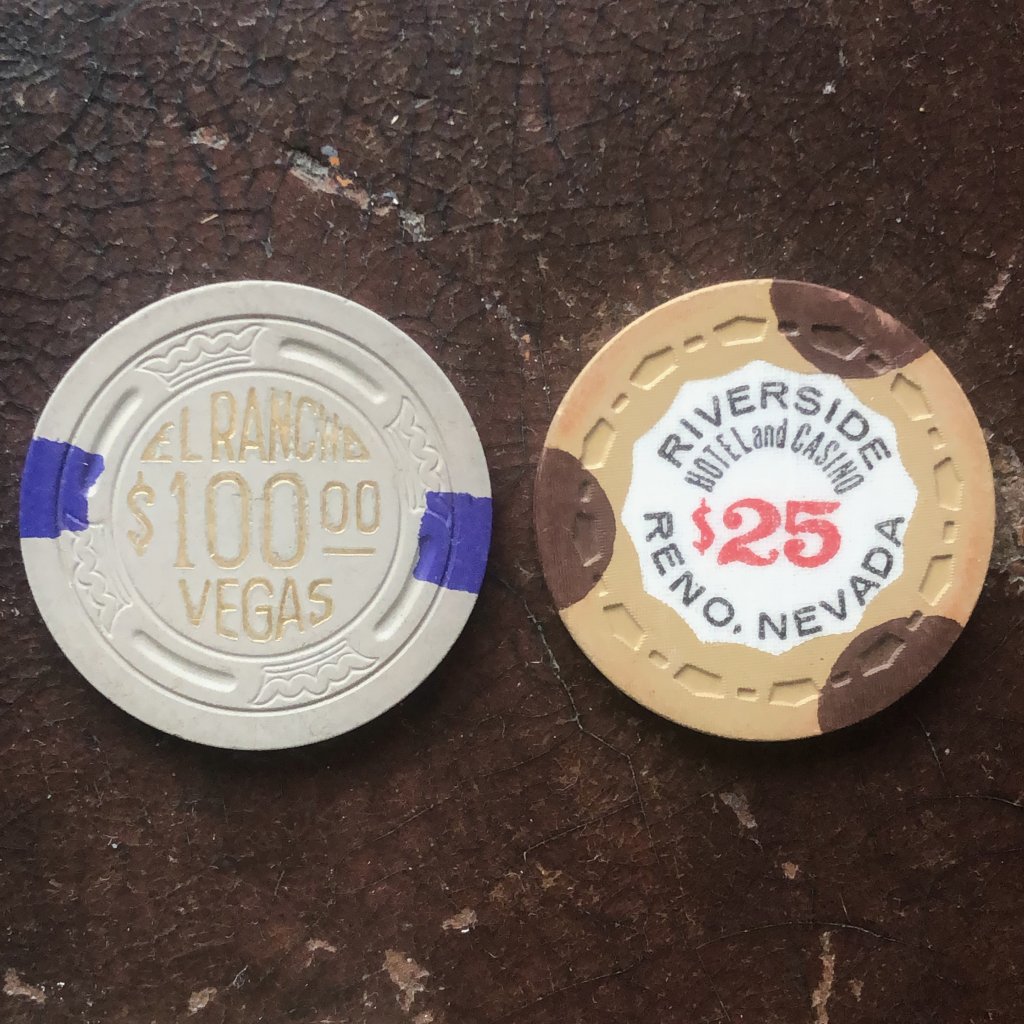 EL RANCHO
$100 00
VEGAS
RIVERSIDE
HOTEL and CASINO
$25
RENO, NEVADA